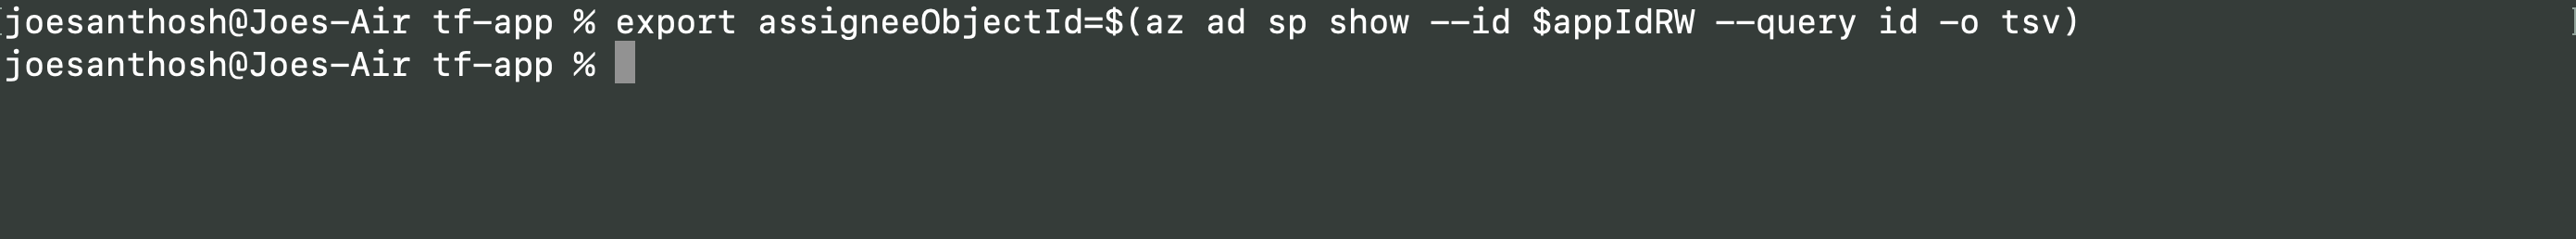 joesanthosh@Joes-Air tf-app % export assigneeObjectId=$(az ad sp show --id $appIdRW --query id -o tsv)
joesanthosh@Joes-Air tf-app %